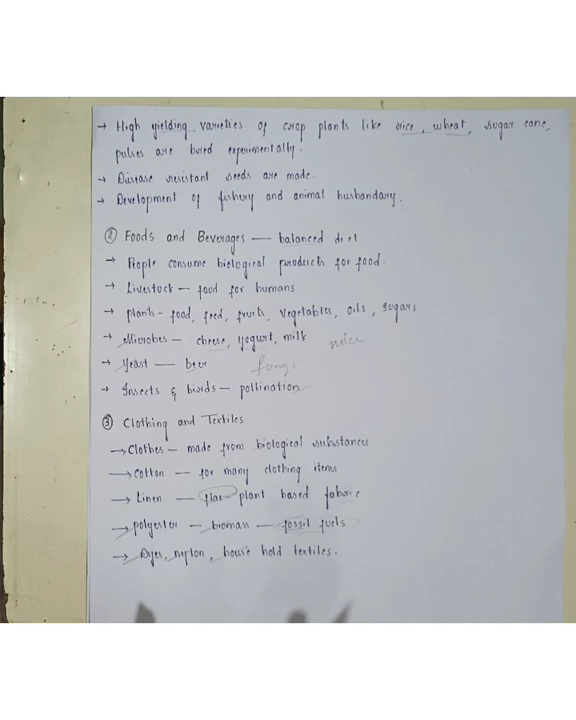 → High yielding varieties of crop plants like rice, wheat, sugar cane,
pulses are bored experimentally.
→ Disease resistant seeds are made.
→ Development of fishery and animal husbandary.
② Foods and Beverages — balanced diet
→ People consume biological products for food.
→ Livestock — food for humans
→ plants - food, feed, fruits, vegetables, oils, sugars
→ Microbes — cheese, yogurt, milk
→ Yeast — beer fungi
→ Insects & birds — pollination
③ Clothing and Textiles
→ Clothes — made from biological substances
→ Cotton — for many clothing items
→ Linen — flax plant based fabric
→ polyester — biomass — fossil fuels
→ Dyes, nylon, house hold textiles.